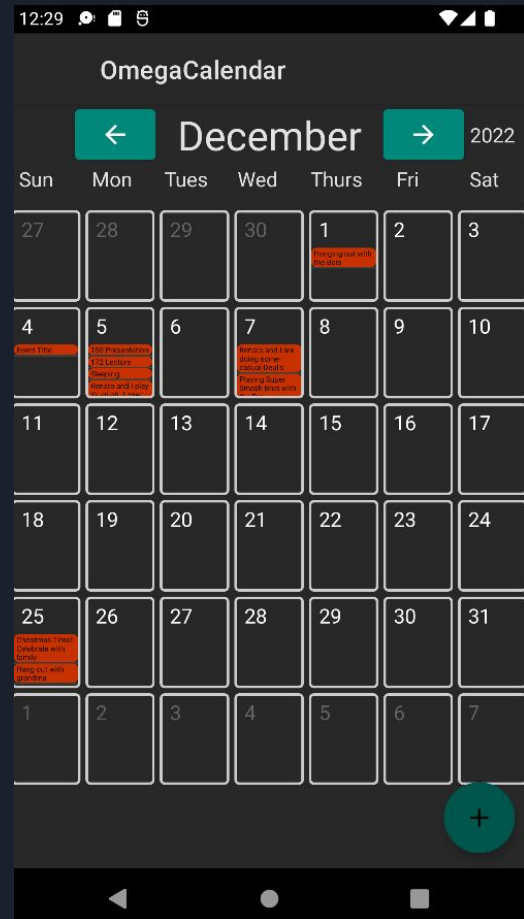 12:29
OmegaCalendar
December
2022
Sun Mon Tues Wed Thurs Fri Sat
27 28 29 30 1 2 3
Hanging out with
the Bois
4 5 6 7 8 9 10
Event Title
150 Presentation
172 Lecture
Sleeping
Renato and I play
Renato and I are
doing some
casual
Playing Super
Smash Bros with
11 12 13 14 15 16 17
18 19 20 21 22 23 24
25 26 27 28 29 30 31
Christmas Time!
Celebrate with
family
Hang out with
grandma
1 2 3 4 5 6 7
+